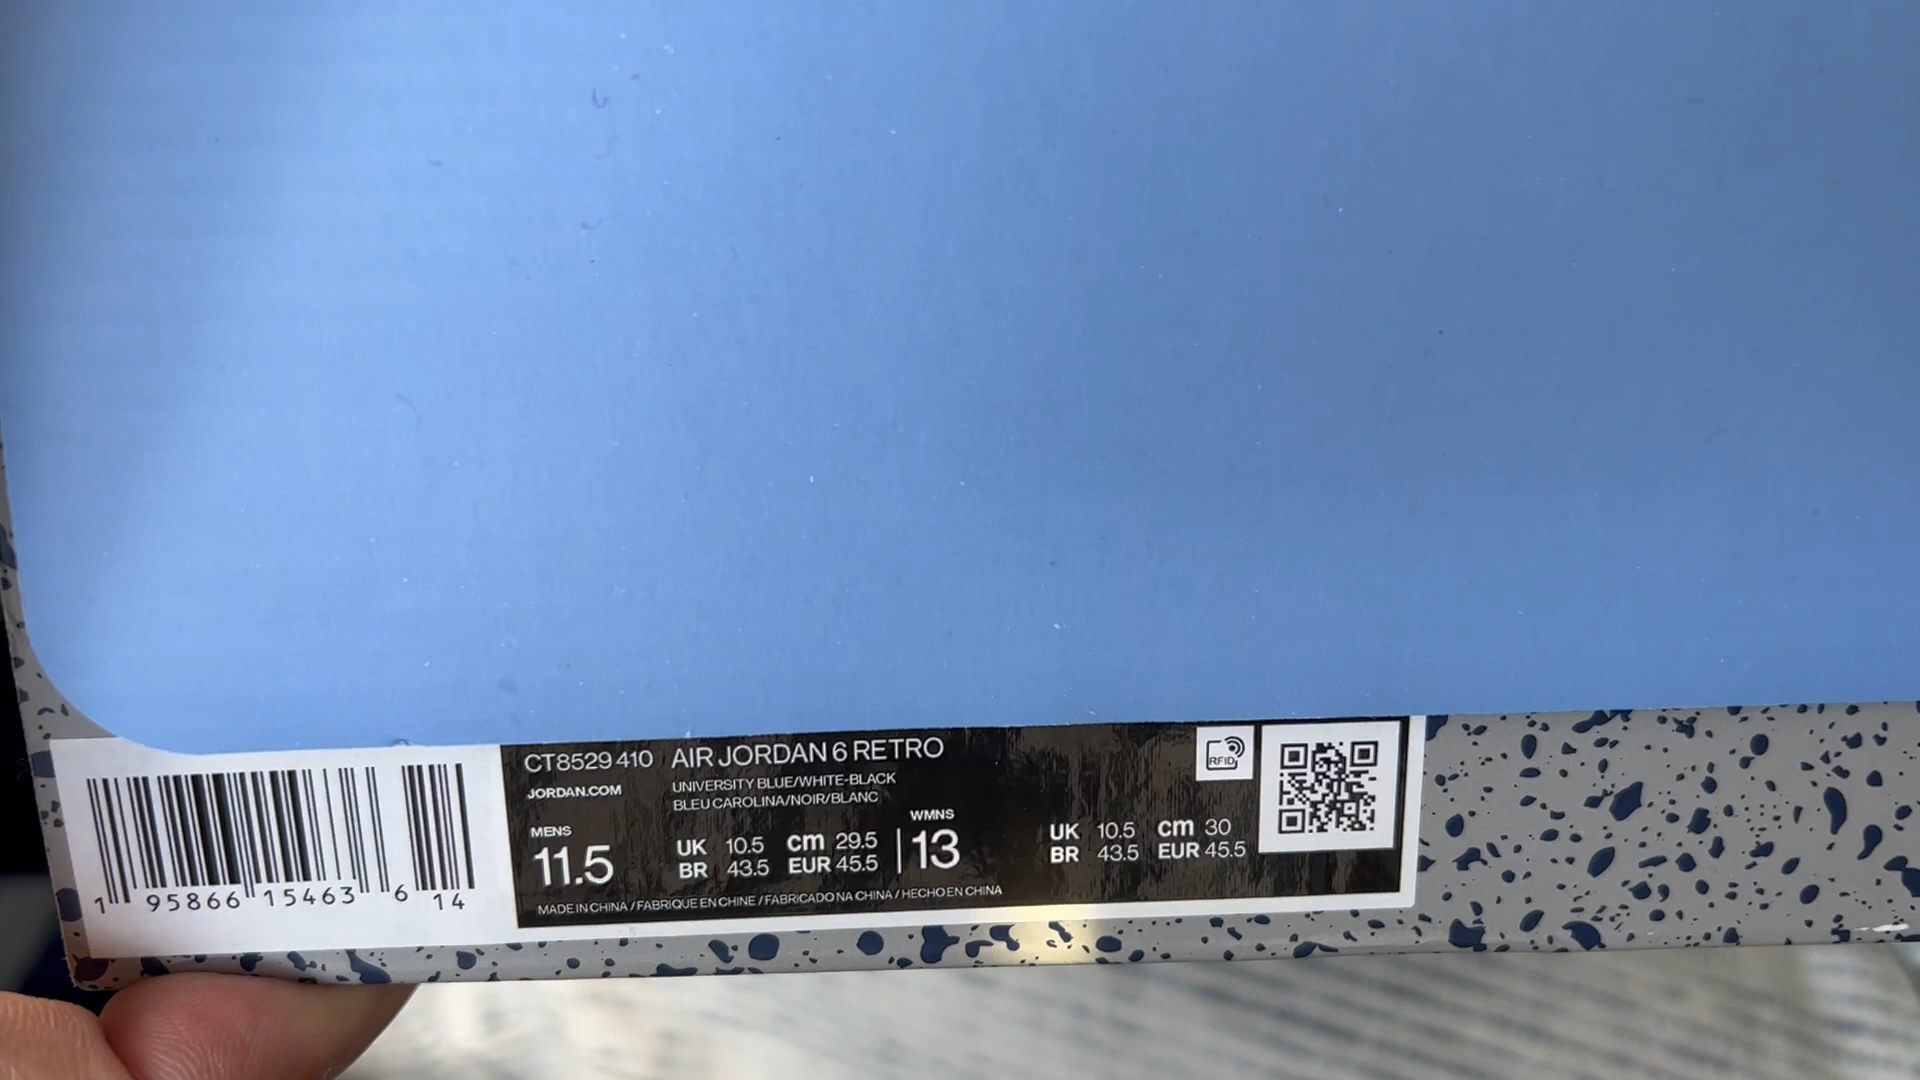 CT8529 410 AIR JORDAN 6 RETRO
JORDAN.COM UNIVERSITY BLUE/WHITE-BLACK
BLEU CAROLINA/NOIR/BLANC
RFID
MENS
11.5
UK 10.5 cm 29.5
BR 43.5 EUR 45.5
WMNS
13
UK 10.5 cm 30
BR 43.5 EUR 45.5
MADE IN CHINA / FABRIQUE EN CHINE / FABRICADO NA CHINA / HECHO EN CHINA
1 95866 15463 6 14